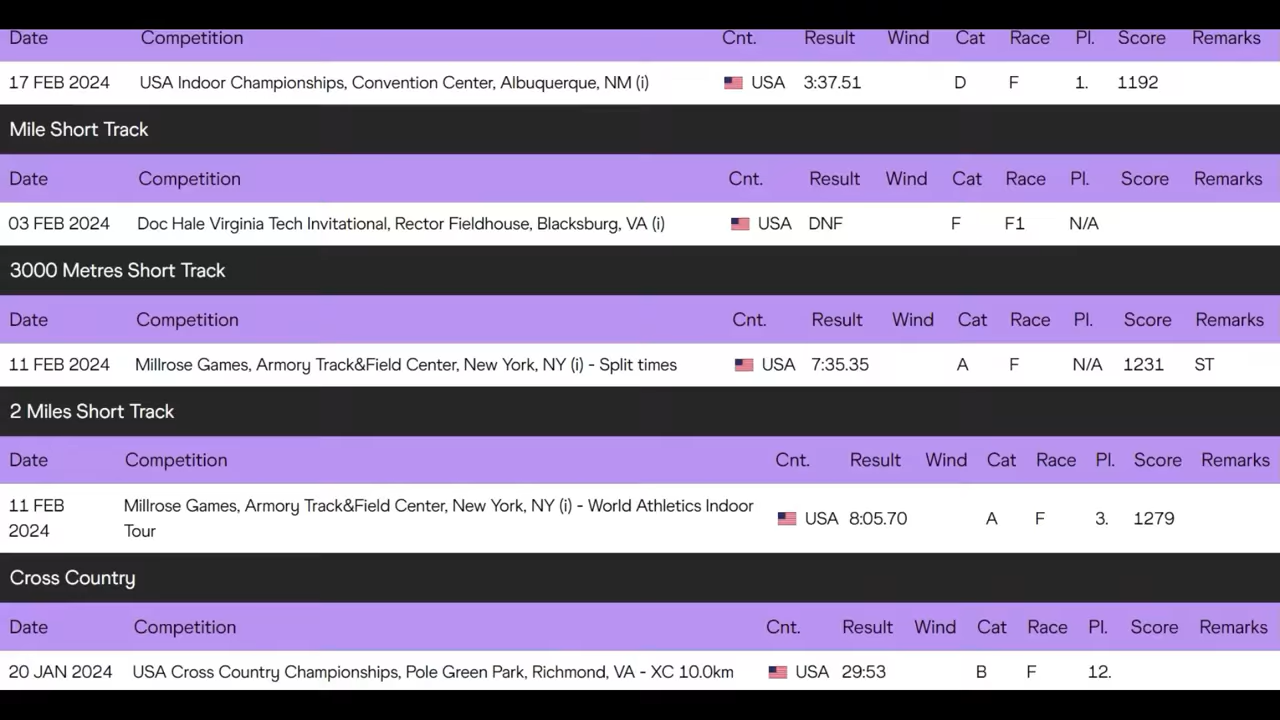 Date Competition Cnt. Result Wind Cat Race Pl. Score Remarks
17 FEB 2024 USA Indoor Championships, Convention Center, Albuquerque, NM (i) USA 3:37.51 D F 1. 1192
Mile Short Track
Date Competition Cnt. Result Wind Cat Race Pl. Score Remarks
03 FEB 2024 Doc Hale Virginia Tech Invitational, Rector Fieldhouse, Blacksburg, VA (i) USA DNF F F1 N/A
3000 Metres Short Track
Date Competition Cnt. Result Wind Cat Race Pl. Score Remarks
11 FEB 2024 Millrose Games, Armory Track&Field Center, New York, NY (i) - Split times USA 7:35.35 A F N/A 1231 ST
2 Miles Short Track
Date Competition Cnt. Result Wind Cat Race Pl. Score Remarks
11 FEB 2024 Millrose Games, Armory Track&Field Center, New York, NY (i) - World Athletics Indoor Tour USA 8:05.70 A F 3. 1279
Cross Country
Date Competition Cnt. Result Wind Cat Race Pl. Score Remarks
20 JAN 2024 USA Cross Country Championships, Pole Green Park, Richmond, VA - XC 10.0km USA 29:53 B F 12.